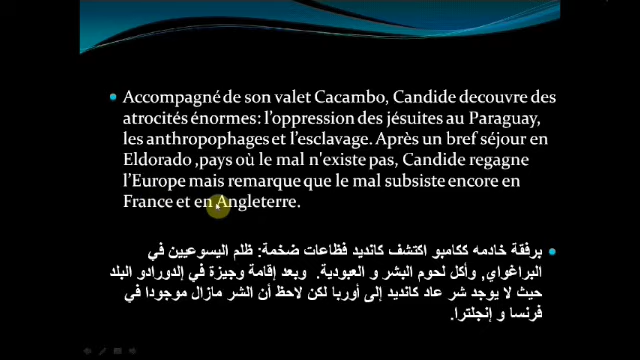 Accompagné de son valet Cacambo, Candide decouvre des
atrocités énormes: l'oppression des jésuites au Paraguay,
les anthropophages et l'esclavage. Après un bref séjour en
Eldorado ,pays où le mal n'existe pas, Candide regagne
l'Europe mais remarque que le mal subsiste encore en
France et en Angleterre.
برفقة خادمه ككامبو اكتشف كانديد فظاعات ضخمة: ظلم اليسوعيين في
البراغواي, وأكل لحوم البشر و العبودية. وبعد إقامة وجيزة في إلدورادو البلد
حيث لا يوجد شر عاد كانديد إلى أوربا لكن لاحظ أن الشر مازال موجودا في
فرنسا و إنجلترا.